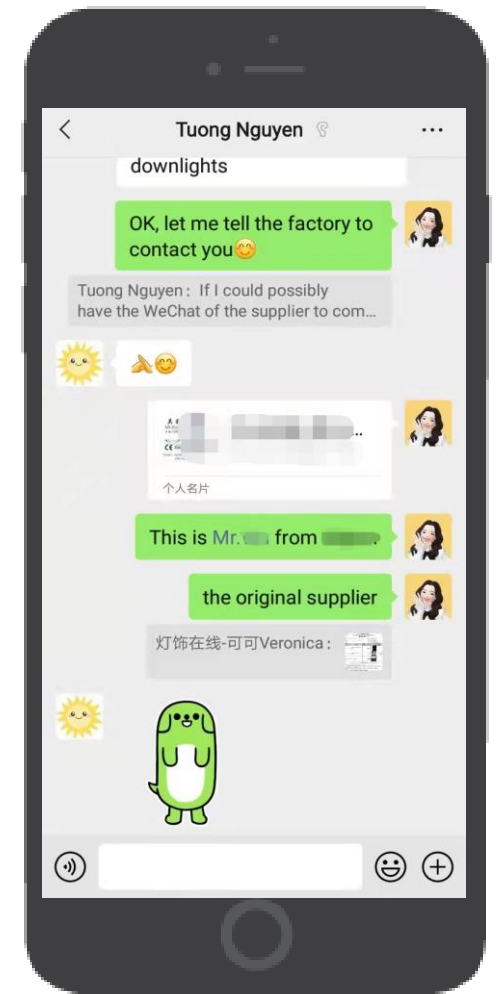 Tuong Nguyen
downlights
OK, let me tell the factory to
contact you😊
Tuong Nguyen：If I could possibly
have the WeChat of the supplier to com...
个人名片
This is Mr. from .
the original supplier
灯饰在线-可可Veronica：